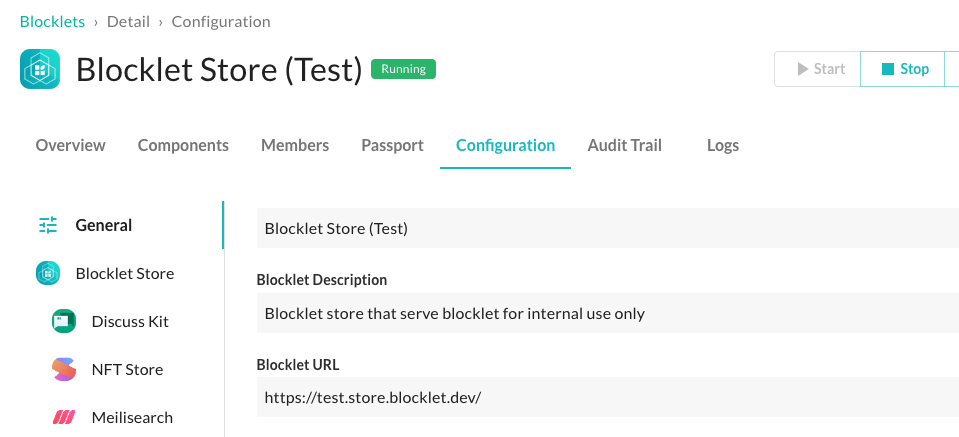 Blocklets › Detail › Configuration
Blocklet Store (Test) Running
Start Stop
Overview Components Members Passport Configuration Audit Trail Logs
General
Blocklet Store
Discuss Kit
NFT Store
Meilisearch
Blocklet Store (Test)
Blocklet Description
Blocklet store that serve blocklet for internal use only
Blocklet URL
https://test.store.blocklet.dev/